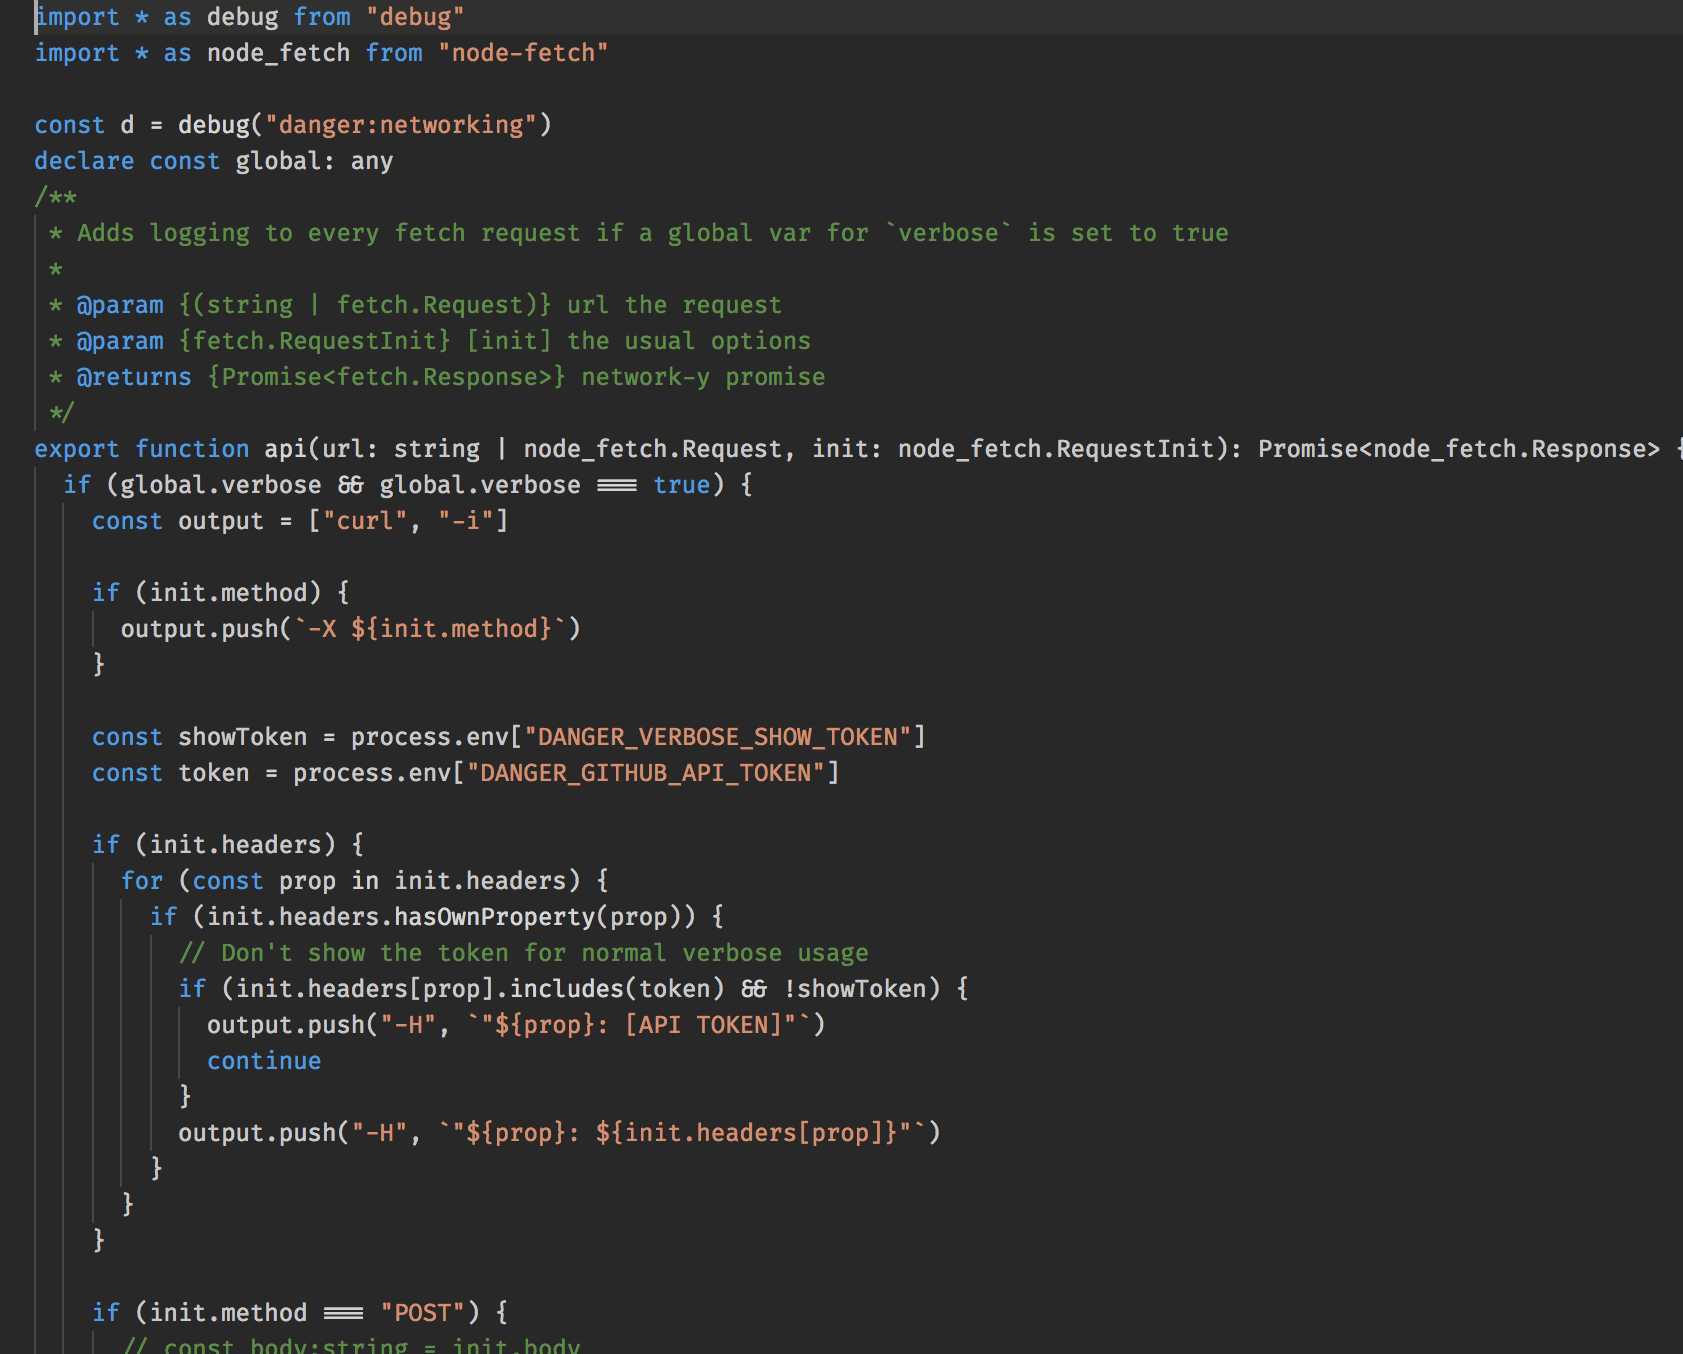 import * as debug from "debug"
import * as node_fetch from "node-fetch"

const d = debug("danger:networking")
declare const global: any
/**
 * Adds logging to every fetch request if a global var for `verbose` is set to true
 *
 * @param {(string | fetch.Request)} url the request
 * @param {fetch.RequestInit} [init] the usual options
 * @returns {Promise<fetch.Response>} network-y promise
 */
export function api(url: string | node_fetch.Request, init: node_fetch.RequestInit): Promise<node_fetch.Response> {
  if (global.verbose && global.verbose === true) {
    const output = ["curl", "-i"]

    if (init.method) {
      output.push(`-X ${init.method}`)
    }

    const showToken = process.env["DANGER_VERBOSE_SHOW_TOKEN"]
    const token = process.env["DANGER_GITHUB_API_TOKEN"]

    if (init.headers) {
      for (const prop in init.headers) {
        if (init.headers.hasOwnProperty(prop)) {
          // Don't show the token for normal verbose usage
          if (init.headers[prop].includes(token) && !showToken) {
            output.push("-H", `"${prop}: [API TOKEN]"`)
            continue
          }
          output.push("-H", `"${prop}: ${init.headers[prop]}"`)
        }
      }
    }

    if (init.method === "POST") {
      // const body:string = init.body